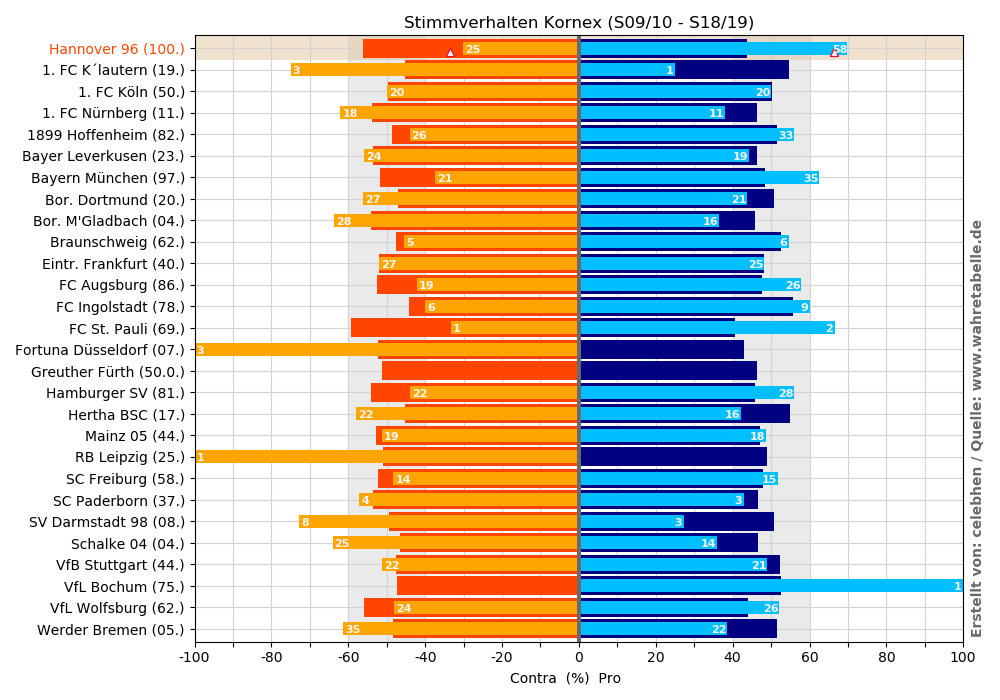 Stimmverhalten Kornex (S09/10 - S18/19)
Hannover 96 (100.) 25 58
1. FC K´lautern (19.) 3 1
1. FC Köln (50.) 20 20
1. FC Nürnberg (11.) 18 11
1899 Hoffenheim (82.) 26 33
Bayer Leverkusen (23.) 24 19
Bayern München (97.) 21 35
Bor. Dortmund (20.) 27 21
Bor. M'Gladbach (04.) 28 16
Braunschweig (62.) 5 6
Eintr. Frankfurt (40.) 27 25
FC Augsburg (86.) 19 26
FC Ingolstadt (78.) 6 9
FC St. Pauli (69.) 1 2
Fortuna Düsseldorf (07.) 3
Greuther Fürth (50.0.)
Hamburger SV (81.) 22 28
Hertha BSC (17.) 22 16
Mainz 05 (44.) 19 18
RB Leipzig (25.) 1
SC Freiburg (58.) 14 15
SC Paderborn (37.) 4 3
SV Darmstadt 98 (08.) 8 3
Schalke 04 (04.) 25 14
VfB Stuttgart (44.) 22 21
VfL Bochum (75.) 1
VfL Wolfsburg (62.) 24 26
Werder Bremen (05.) 35 22
-100 -80 -60 -40 -20 0 20 40 60 80 100
Contra (%) Pro
Erstellt von: celebhen / Quelle: www.wahretabelle.de